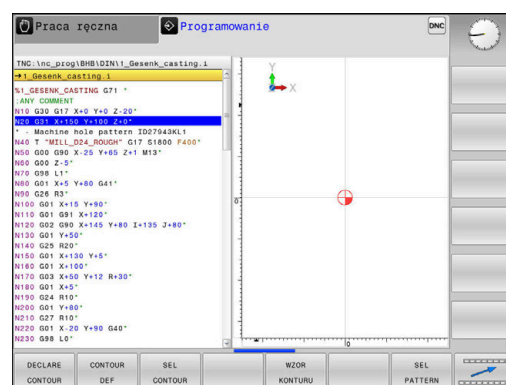 Praca ręczna
Programowanie
DNC
TNC:\nc_prog\BHB\DIN\1_Gesenk_casting.i
→1_Gesenk_casting.i
%1_GESENK_CASTING G71 *
;ANY COMMENT
N10 G30 G17 X+0 Y+0 Z-20*
N20 G31 X+150 Y+100 Z+0*
* - Machine hole pattern ID27943KL1
N40 T "MILL_D24_ROUGH" G17 S1800 F400*
N50 G00 G90 X-25 Y+65 Z+1 M13*
N60 G00 Z-5*
N70 G98 L1*
N80 G01 X+5 Y+80 G41*
N90 G26 R3*
N100 G01 X+15 Y+90*
N110 G01 G91 X+120*
N120 G02 G90 X+145 Y+80 I+135 J+80*
N130 G01 Y+50*
N140 G25 R20*
N150 G01 X+130 Y+5*
N160 G01 X+100*
N170 G03 X+50 Y+12 R+30*
N180 G01 X+5*
N190 G24 R10*
N200 G01 Y+80*
N210 G27 R10*
N220 G01 X-20 Y+90 G40*
N230 G98 L0*
Y
X
0
0
DECLARE
CONTOUR
CONTOUR
DEF
SEL
CONTOUR
WZOR
KONTURU
SEL
PATTERN